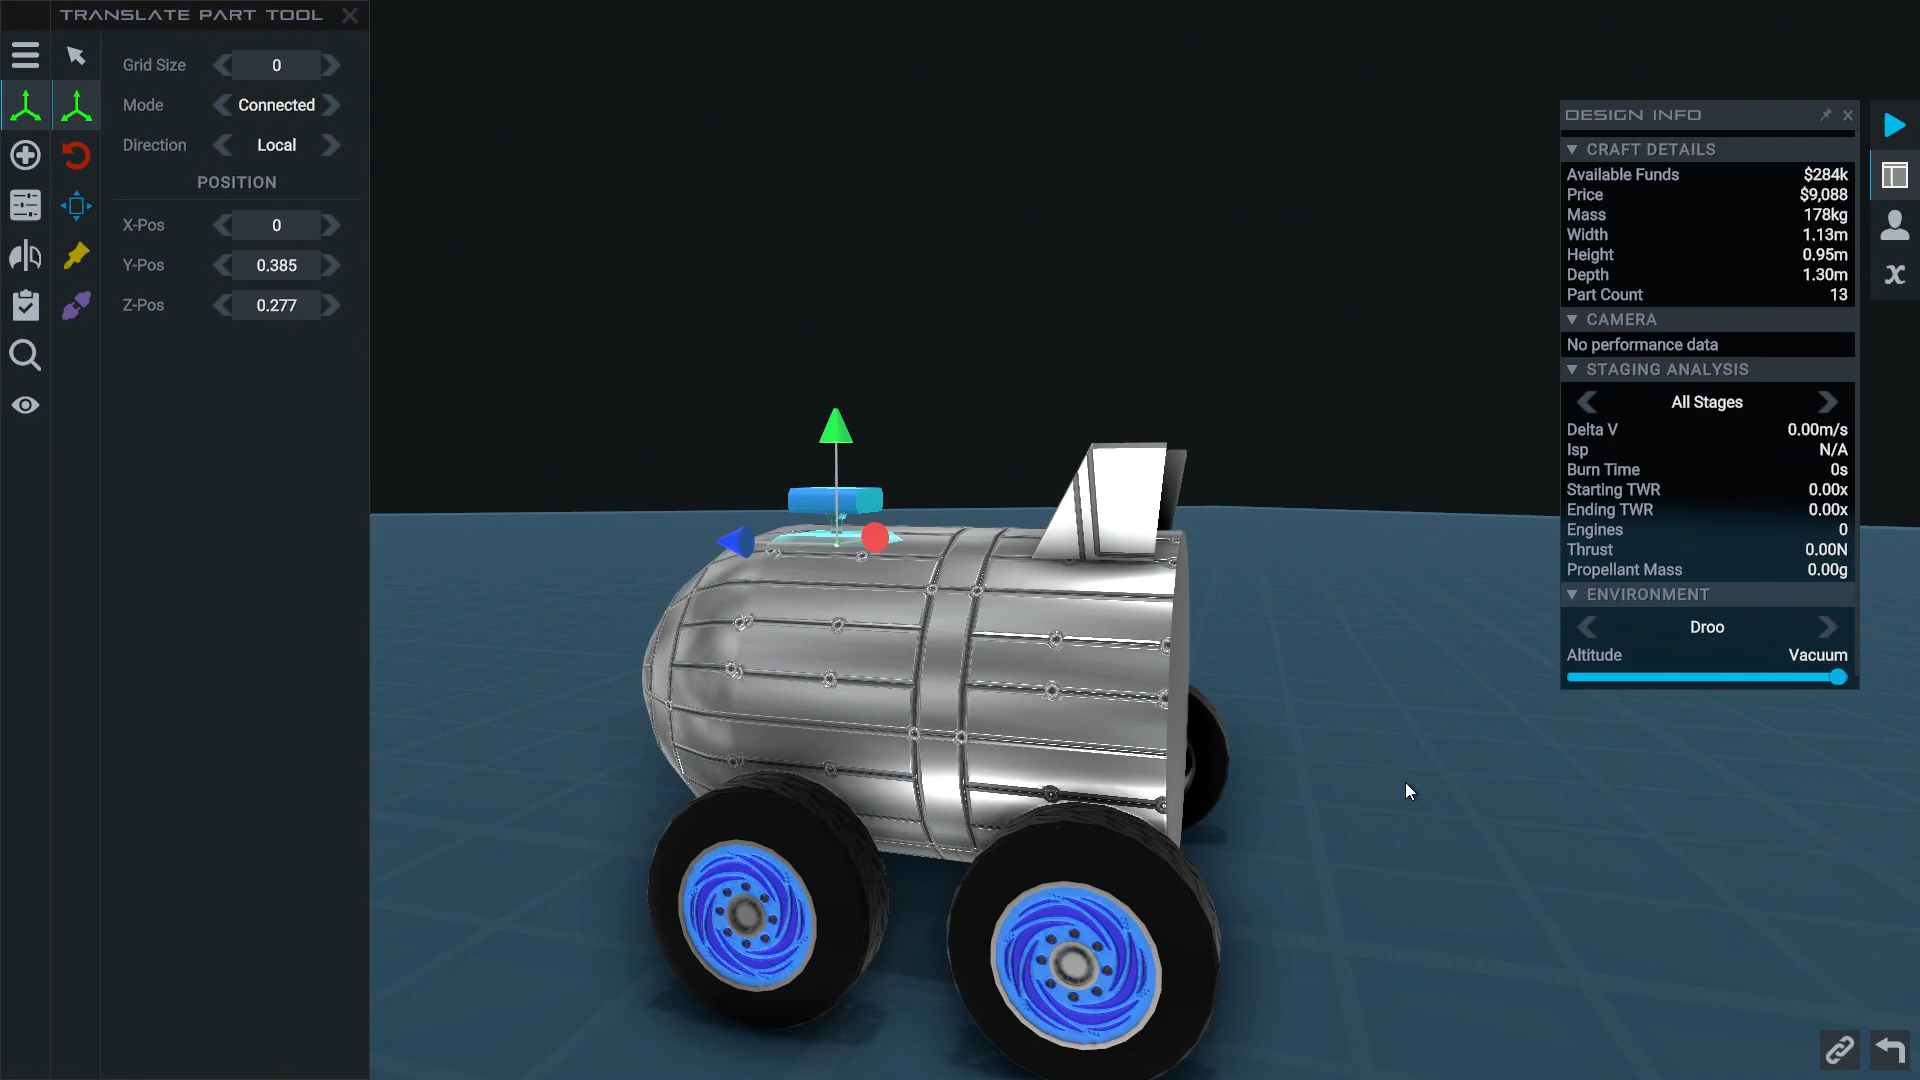 TRANSLATE PART TOOL
Grid Size 0
Mode Connected
Direction Local
POSITION
X-Pos 0
Y-Pos 0.385
Z-Pos 0.277
DESIGN INFO
CRAFT DETAILS
Available Funds $284k
Price $9,088
Mass 178kg
Width 1.13m
Height 0.95m
Depth 1.30m
Part Count 13
CAMERA
No performance data
STAGING ANALYSIS
All Stages
Delta V 0.00m/s
Isp N/A
Burn Time 0s
Starting TWR 0.00x
Ending TWR 0.00x
Engines 0
Thrust 0.00N
Propellant Mass 0.00g
ENVIRONMENT
Droo
Altitude Vacuum